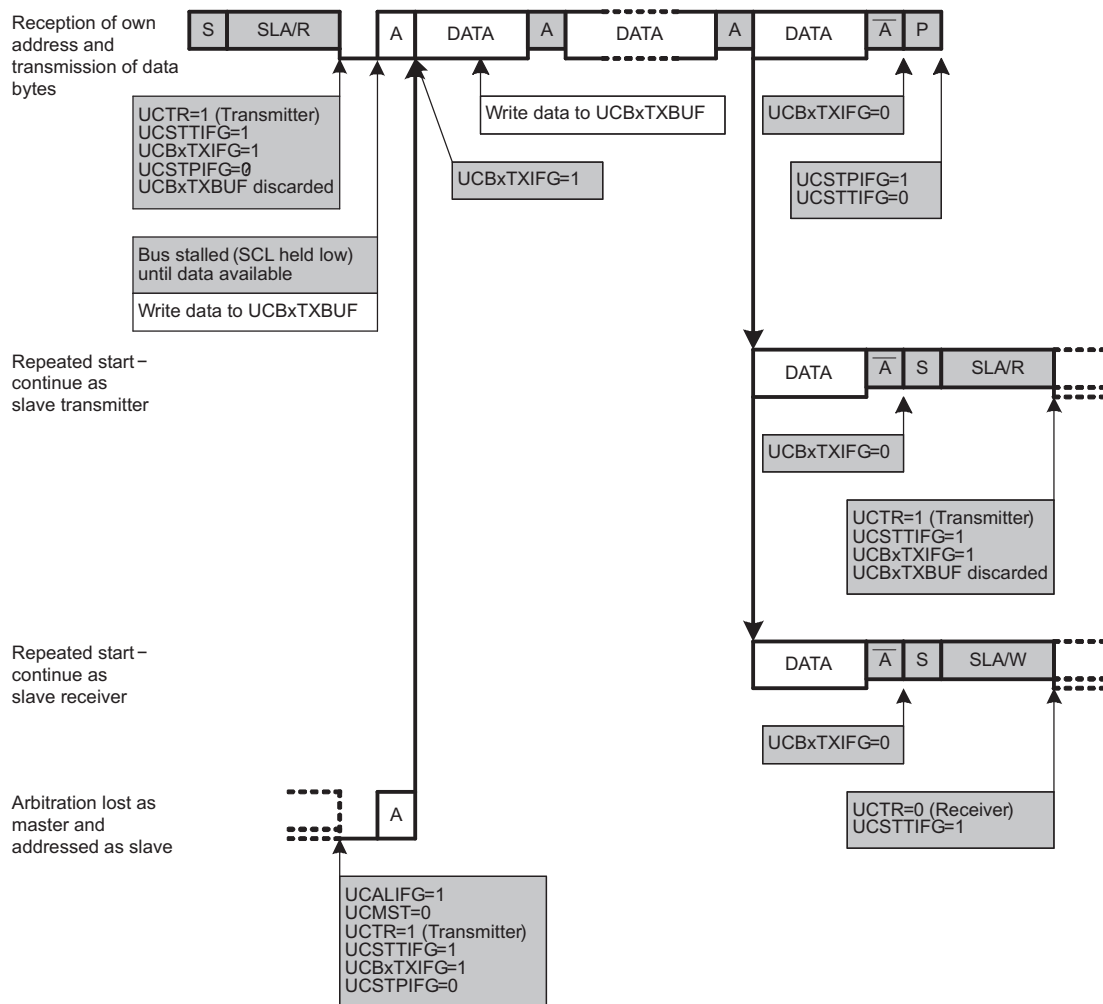 Reception of own
address and
transmission of data
bytes
S SLA/R A DATA A DATA A DATA A P
UCTR=1 (Transmitter)
UCSTTIFG=1
UCBxTXIFG=1
UCSTPIFG=0
UCBxTXBUF discarded
Write data to UCBxTXBUF
UCBxTXIFG=1
UCBxTXIFG=0
UCSTPIFG=1
UCSTTIFG=0
Bus stalled (SCL held low)
until data available
Write data to UCBxTXBUF
Repeated start−
continue as
slave transmitter
DATA A S SLA/R
UCBxTXIFG=0
UCTR=1 (Transmitter)
UCSTTIFG=1
UCBxTXIFG=1
UCBxTXBUF discarded
Repeated start−
continue as
slave receiver
DATA A S SLA/W
UCBxTXIFG=0
UCTR=0 (Receiver)
UCSTTIFG=1
Arbitration lost as
master and
addressed as slave
A
UCALIFG=1
UCMST=0
UCTR=1 (Transmitter)
UCSTTIFG=1
UCBxTXIFG=1
UCSTPIFG=0